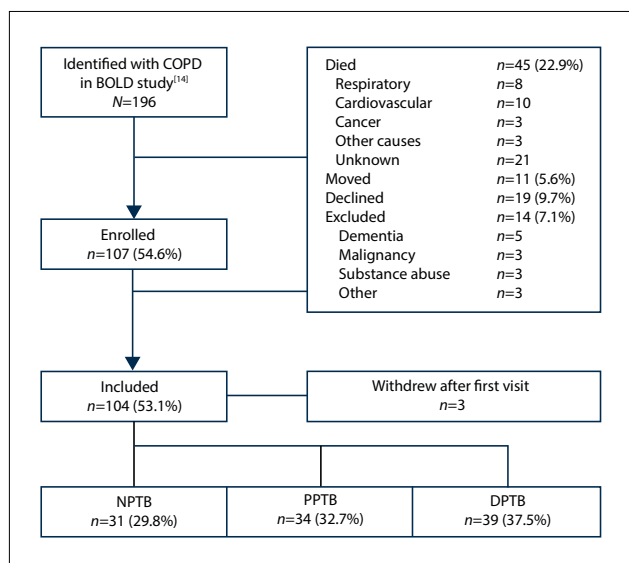 Identified with COPD
in BOLD study[14]
N=196
Died n=45 (22.9%)
Respiratory n=8
Cardiovascular n=10
Cancer n=3
Other causes n=3
Unknown n=21
Moved n=11 (5.6%)
Declined n=19 (9.7%)
Excluded n=14 (7.1%)
Dementia n=5
Malignancy n=3
Substance abuse n=3
Other n=3
Enrolled
n=107 (54.6%)
Included
n=104 (53.1%)
Withdrew after first visit
n=3
NPTB
n=31 (29.8%)
PPTB
n=34 (32.7%)
DPTB
n=39 (37.5%)